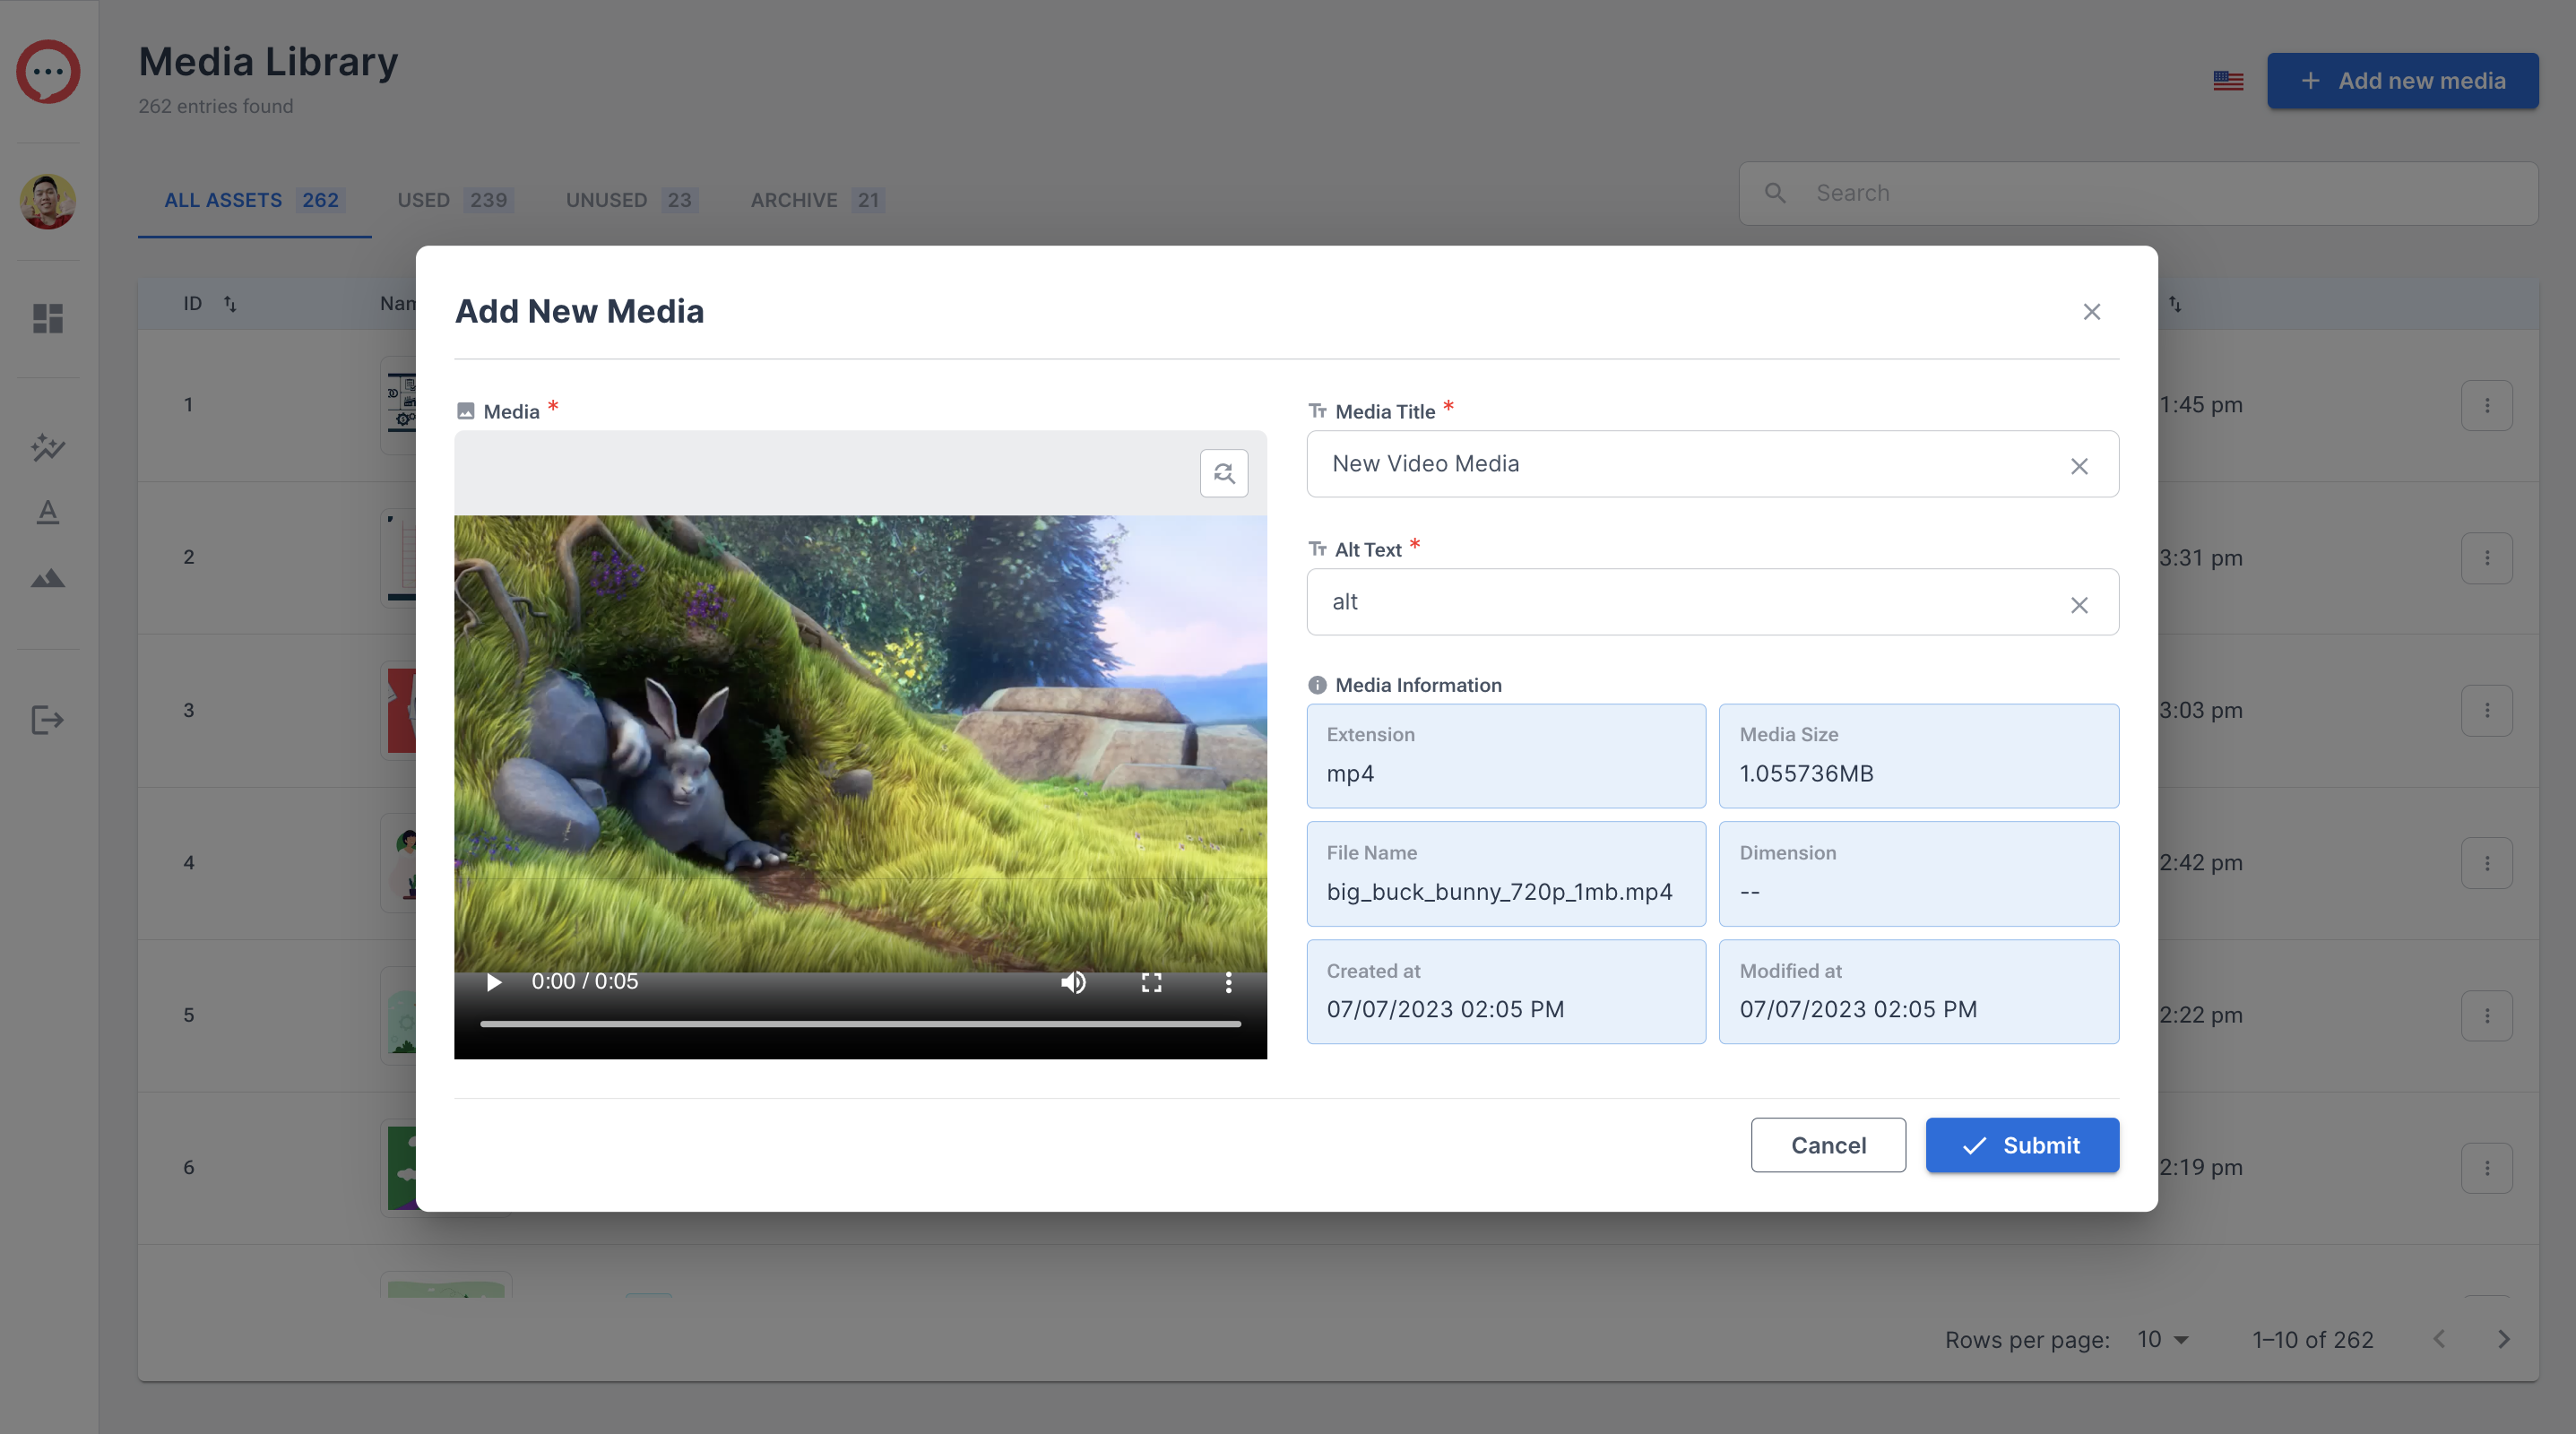 Media Library
262 entries found
+ Add new media
ALL ASSETS 262 USED 239 UNUSED 23 ARCHIVE 21
Search
ID
Add New Media
Media *
Media Title *
New Video Media
Alt Text *
alt
Media Information
Extension
mp4
Media Size
1.055736MB
File Name
big_buck_bunny_720p_1mb.mp4
Dimension
--
Created at
07/07/2023 02:05 PM
Modified at
07/07/2023 02:05 PM
0:00 / 0:05
Cancel
Submit
1 1:45 pm
2 3:31 pm
3 3:03 pm
4 2:42 pm
5 2:22 pm
6 2:19 pm
Rows per page: 10 1–10 of 262